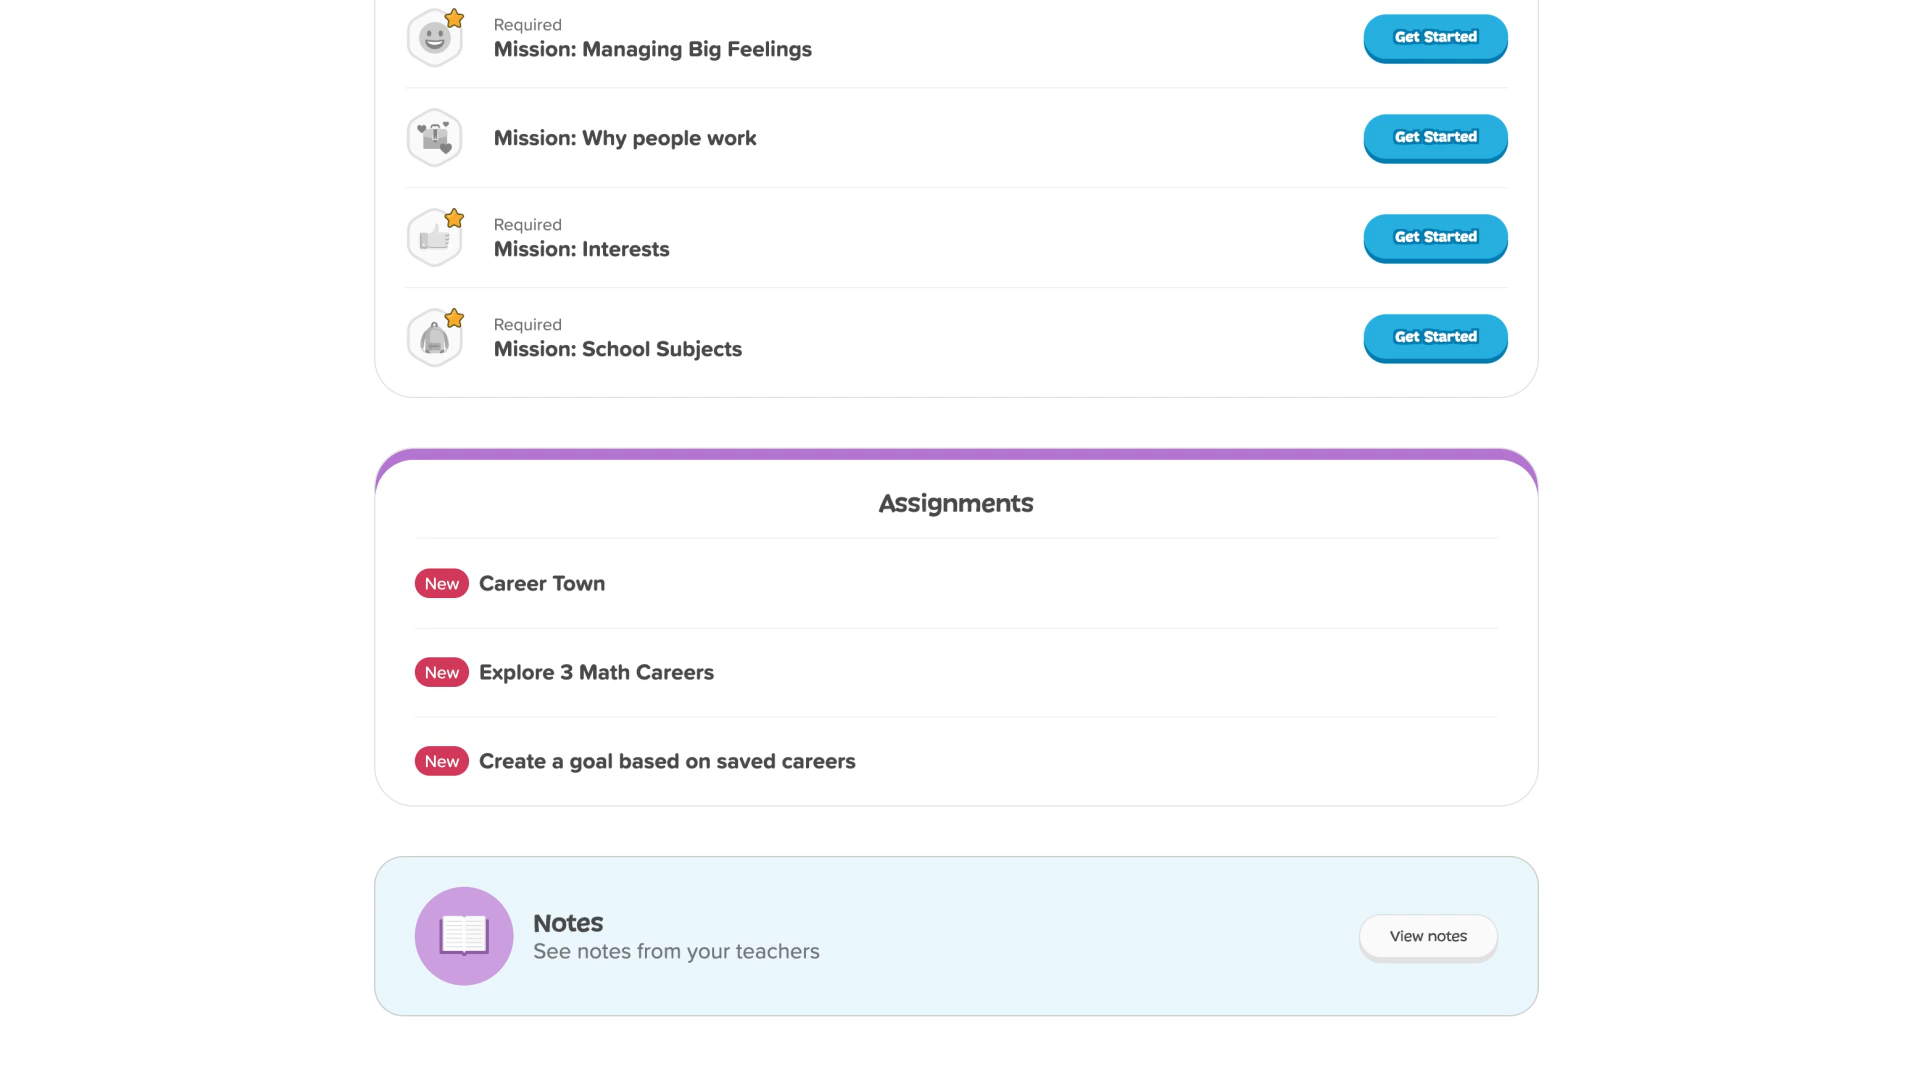 Required
Mission: Managing Big Feelings
Get Started
Mission: Why people work
Get Started
Required
Mission: Interests
Get Started
Required
Mission: School Subjects
Get Started
Assignments
New Career Town
New Explore 3 Math Careers
New Create a goal based on saved careers
Notes
See notes from your teachers
View notes